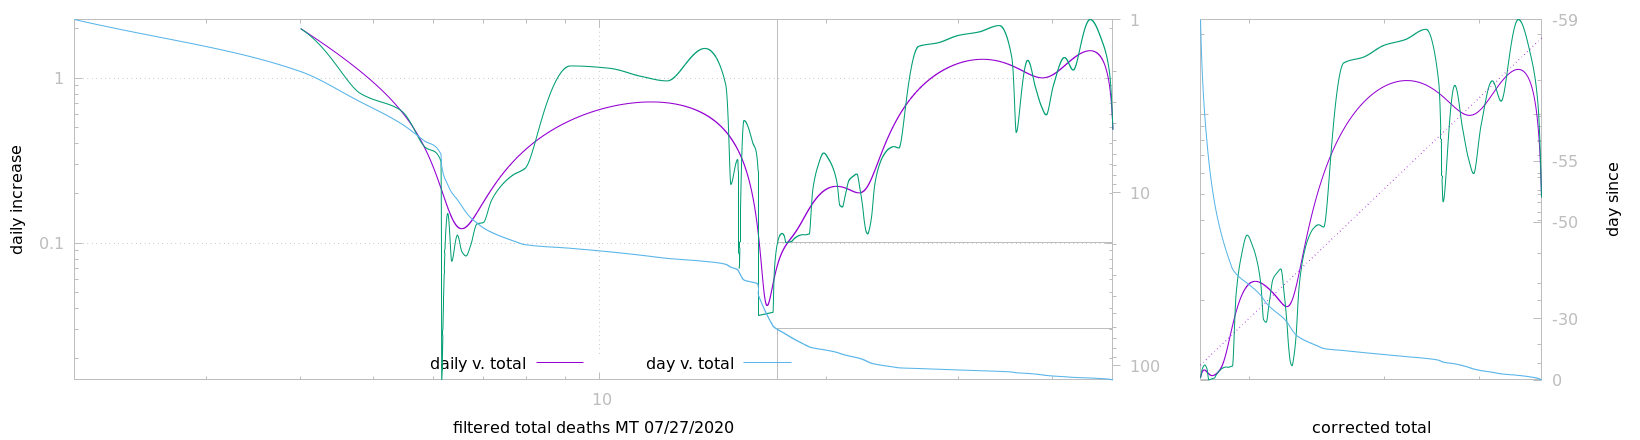 1
-59
1
daily increase
-55
10
day since
-50
0.1
-30
daily v. total
day v. total
100
0
10
filtered total deaths MT 07/27/2020
corrected total